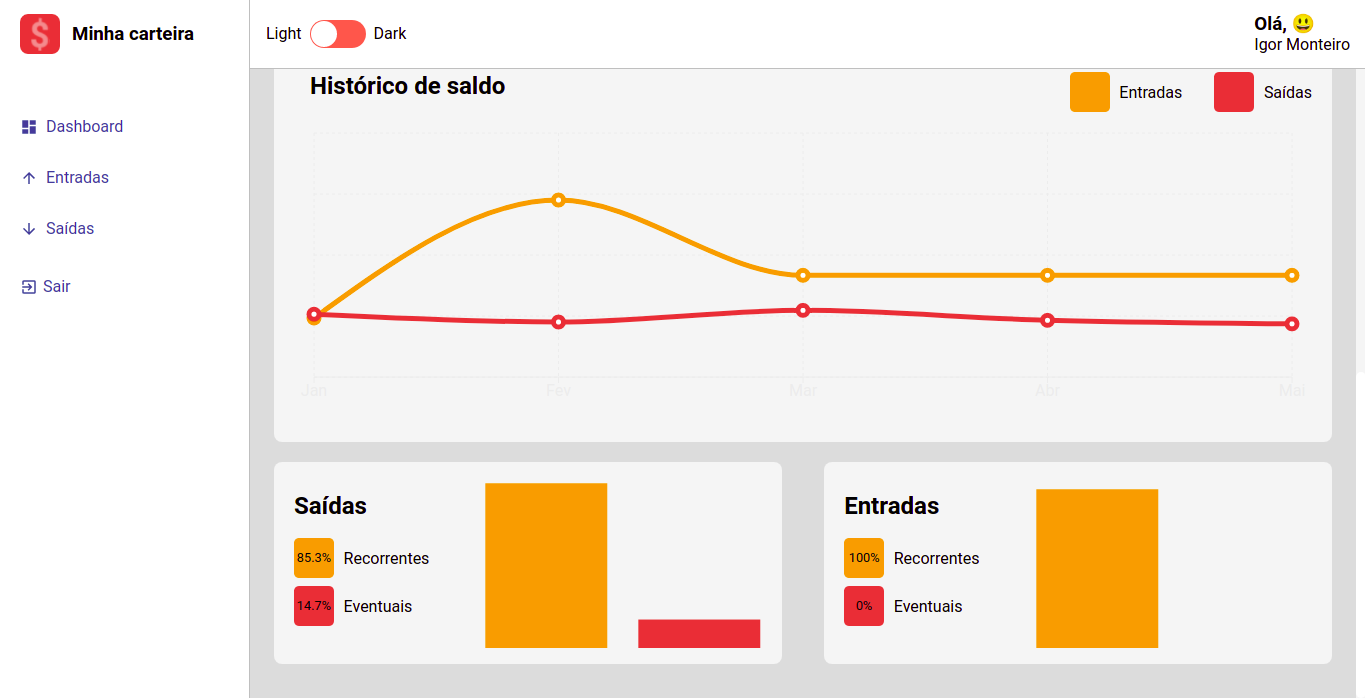 $ Minha carteira
Light Dark
Olá, 😃
Igor Monteiro
Dashboard
Entradas
Saídas
Sair
Histórico de saldo
Entradas Saídas
Jan Fev Mar Abr Mai
Saídas
85.3% Recorrentes
14.7% Eventuais
Entradas
100% Recorrentes
0% Eventuais